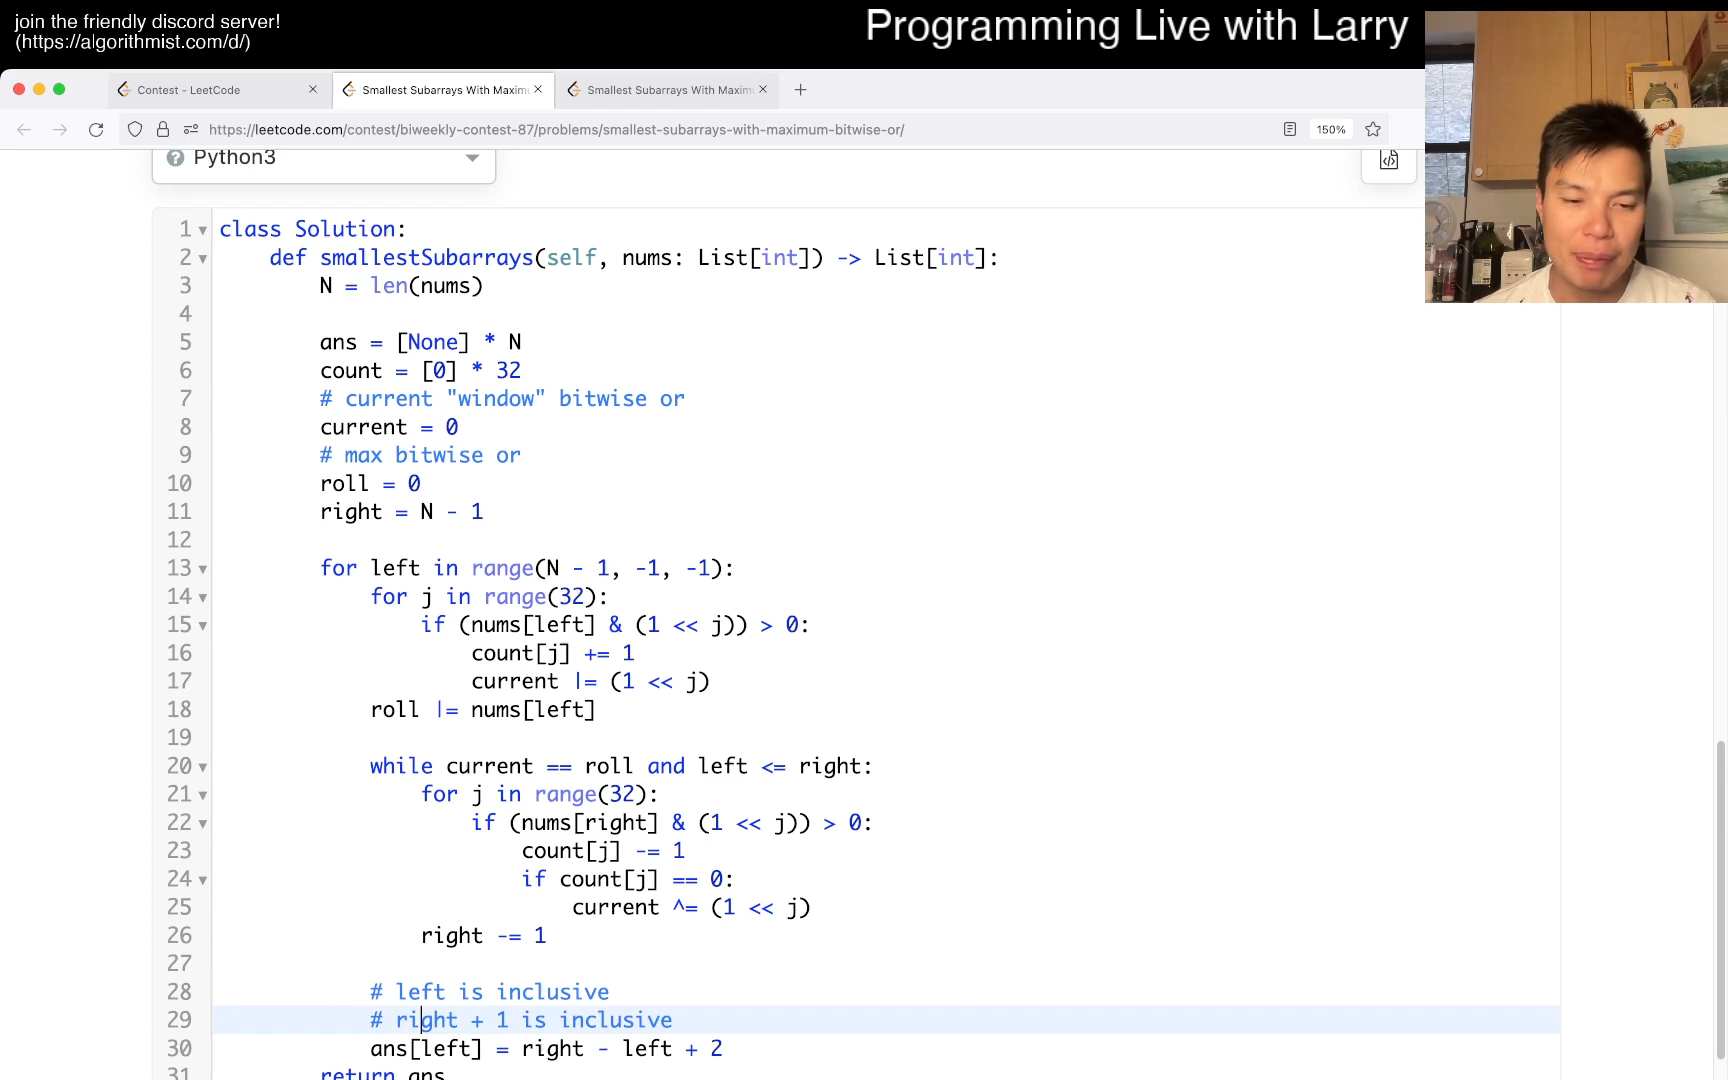 join the friendly discord server!
(https://algorithmist.com/d/)
Programming Live with Larry
Contest - LeetCode
Smallest Subarrays With Maxim
Smallest Subarrays With Maxim
https://leetcode.com/contest/biweekly-contest-87/problems/smallest-subarrays-with-maximum-bitwise-or/
150%
Python3
1 class Solution:
2 def smallestSubarrays(self, nums: List[int]) -> List[int]:
3 N = len(nums)
4
5 ans = [None] * N
6 count = [0] * 32
7 # current "window" bitwise or
8 current = 0
9 # max bitwise or
10 roll = 0
11 right = N - 1
12
13 for left in range(N - 1, -1, -1):
14 for j in range(32):
15 if (nums[left] & (1 << j)) > 0:
16 count[j] += 1
17 current |= (1 << j)
18 roll |= nums[left]
19
20 while current == roll and left <= right:
21 for j in range(32):
22 if (nums[right] & (1 << j)) > 0:
23 count[j] -= 1
24 if count[j] == 0:
25 current ^= (1 << j)
26 right -= 1
27
28 # left is inclusive
29 # right + 1 is inclusive
30 ans[left] = right - left + 2
31 return ans